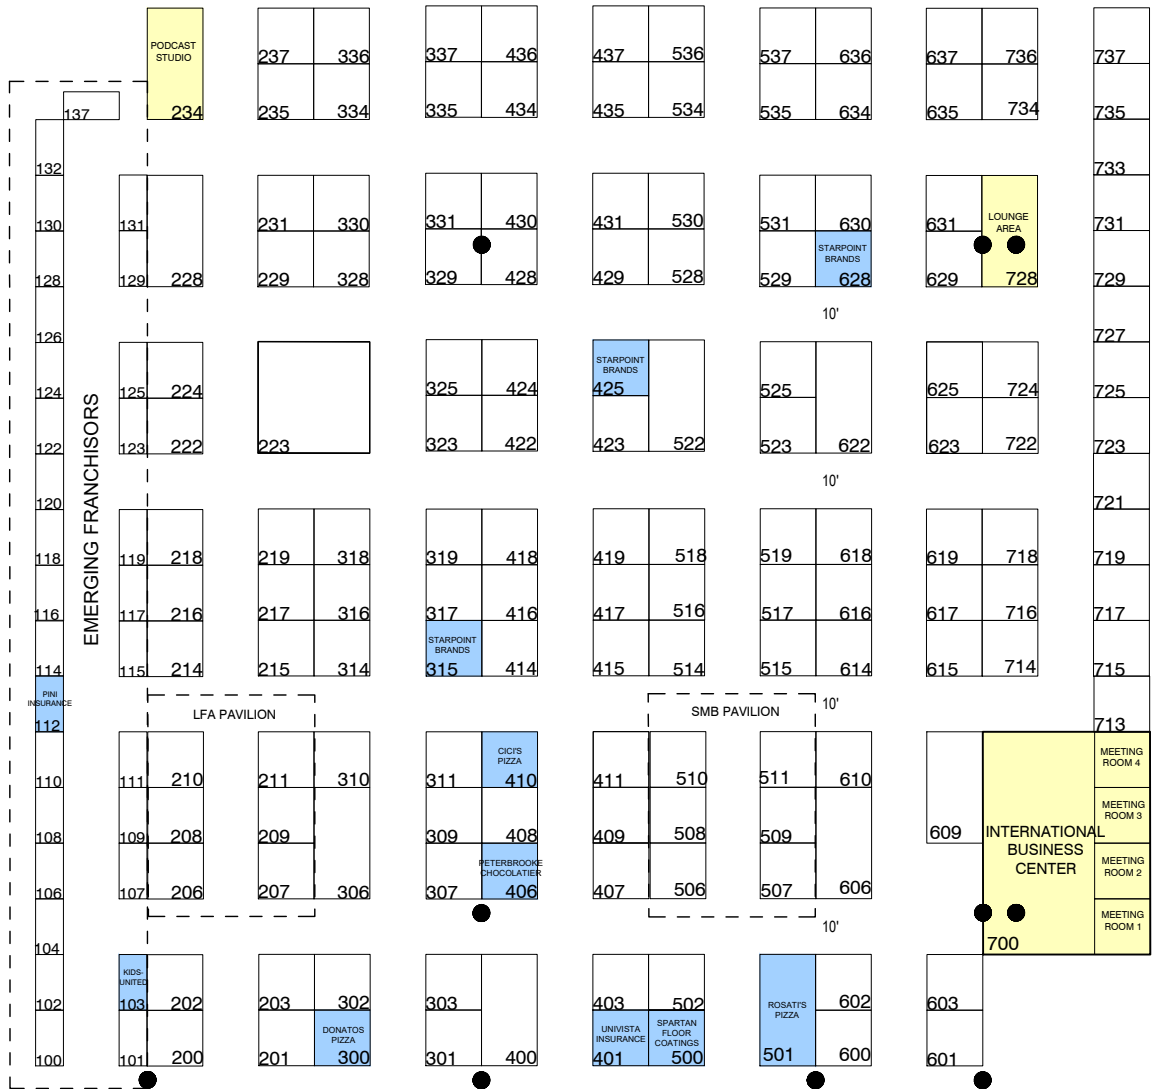 PODCAST
STUDIO
237 336 337 436 437 536 537 636 637 736 737
137 234 235 334 335 434 435 534 535 634 635 734 735
132 733
LOUNGE
AREA
130 131 231 330 331 430 431 530 531 630 631 731
STARPOINT
BRANDS
128 129 228 229 328 329 428 429 528 529 628 629 728 729
10'
126 727
STARPOINT
BRANDS
124 125 224 325 424 425 525 625 724 725
122 123 222 223 323 422 423 522 523 622 623 722 723
10'
120 721
EMERGING FRANCHISORS
118 119 218 219 318 319 418 419 518 519 618 619 718 719
116 117 216 217 316 317 416 417 516 517 616 617 716 717
STARPOINT
BRANDS
114 115 214 215 314 315 414 415 514 515 614 615 714 715
PINI
INSURANCE
112
LFA PAVILION
SMB PAVILION
10'
713
CICI'S
PIZZA
MEETING
ROOM 4
110 111 210 211 310 311 410 411 510 511 610
MEETING
ROOM 3
108 109 208 209 309 408 409 508 509 609
INTERNATIONAL
BUSINESS
CENTER
PETERBROOKE
CHOCOLATIER
MEETING
ROOM 2
106 107 206 207 306 307 406 407 506 507 606
MEETING
ROOM 1
10'
104 700
KIDS-
UNITED
ROSATI'S
PIZZA
102 103 202 203 302 303 403 502 602 603
DONATOS
PIZZA
UNIVISTA
INSURANCE
SPARTAN
FLOOR
COATINGS
100 101 200 201 300 301 400 401 500 501 600 601